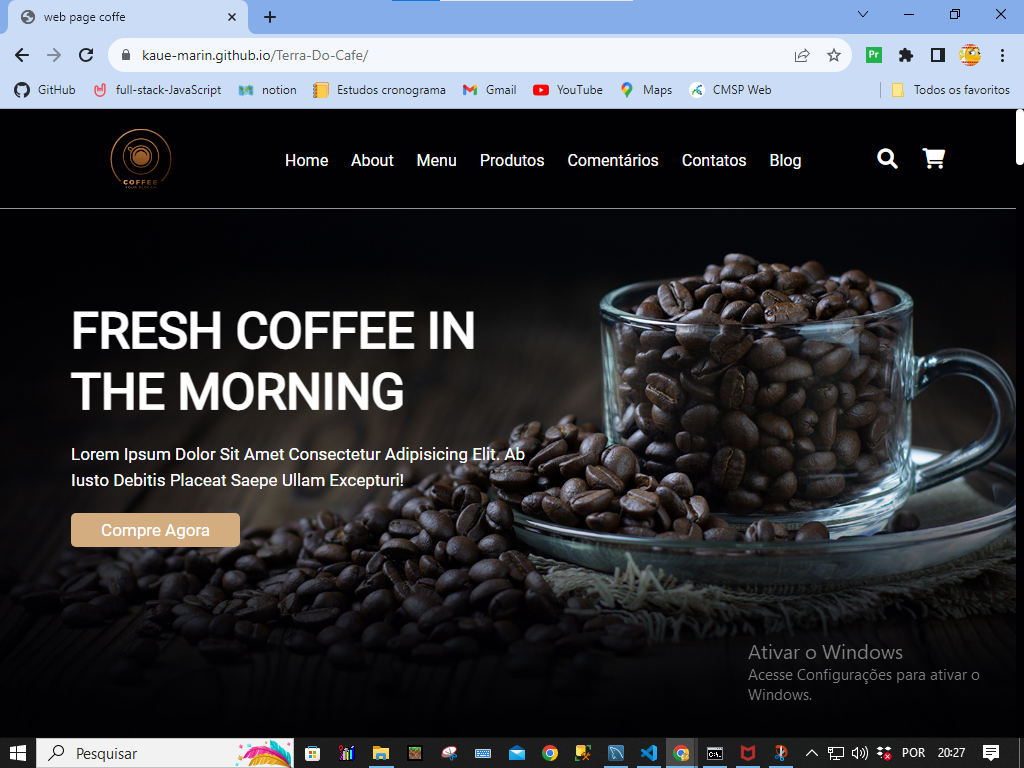 web page coffe
kaue-marin.github.io/Terra-Do-Cafe/
Pr
GitHub
full-stack-JavaScript
notion
Estudos cronograma
Gmail
YouTube
Maps
CMSP Web
Todos os favoritos
COFFEE
Home
About
Menu
Produtos
Comentários
Contatos
Blog
FRESH COFFEE IN
THE MORNING
Lorem Ipsum Dolor Sit Amet Consectetur Adipisicing Elit. Ab
Iusto Debitis Placeat Saepe Ullam Excepturi!
Compre Agora
Ativar o Windows
Acesse Configurações para ativar o
Windows.
Pesquisar
POR
20:27